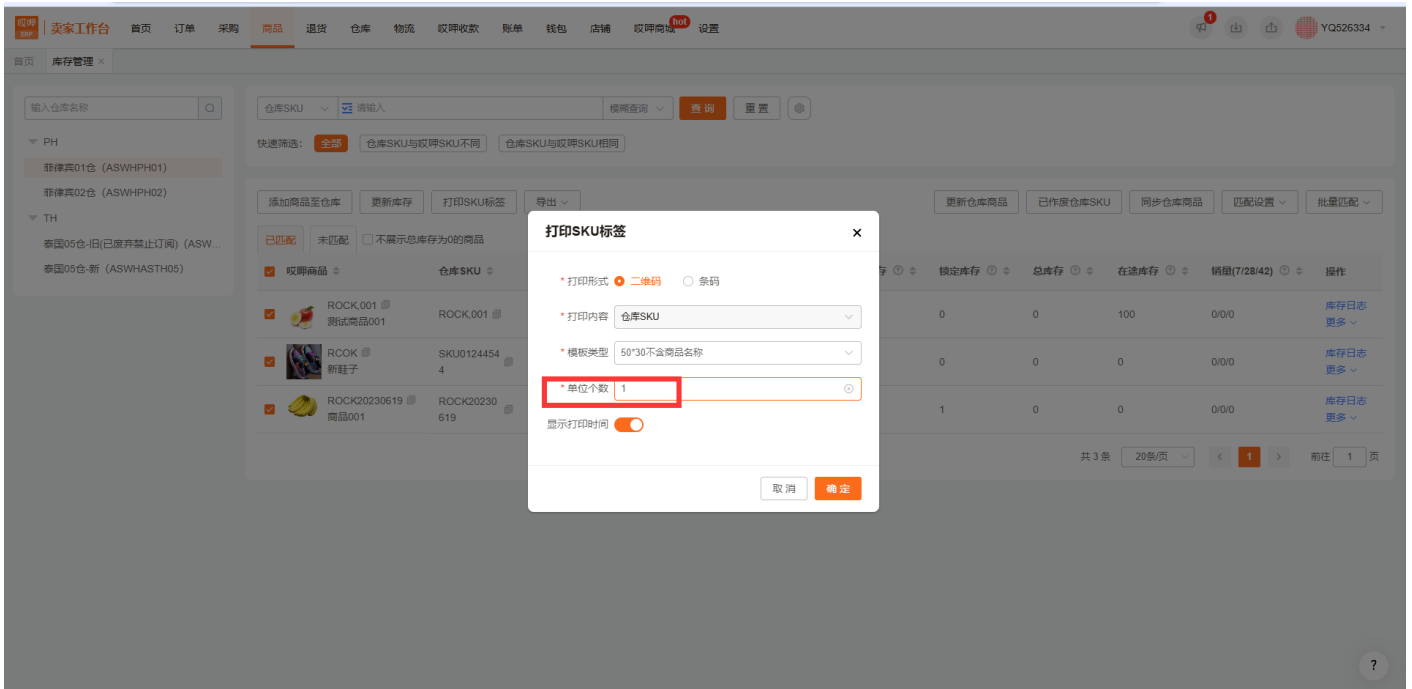 哎呷
ERP
卖家工作台 首页 订单 采购 商品 退货 仓库 物流 哎呷收款 账单 钱包 店铺 哎呷商城 hot 设置 1 YQ526334
首页 库存管理 ×
输入仓库名称
PH
菲律宾01仓（ASWHPH01）
菲律宾02仓（ASWHPH02）
TH
泰国05仓-旧(已废弃禁止订阅)（ASW...
泰国05仓-新（ASWHASTH05）
仓库SKU 请输入 模糊查询 查询 重置
快速筛选： 全部 仓库SKU与哎呷SKU不同 仓库SKU与哎呷SKU相同
添加商品至仓库 更新库存 打印SKU标签 导出 更新仓库商品 已作废仓库SKU 同步仓库商品 匹配设置 批量匹配
已匹配 未匹配 不展示总库存为0的商品
哎呷商品 仓库SKU 锁定库存 总库存 在途库存 销量(7/28/42) 操作
ROCK,001
测试商品001
ROCK,001 0 0 100 0/0/0 库存日志
更多
RCOK
新鞋子
SKU0124454
4
0 0 0 0/0/0 库存日志
更多
ROCK20230619
商品001
ROCK20230
619
1 0 0 0/0/0 库存日志
更多
共 3 条 20条/页 < 1 > 前往 1 页
打印SKU标签 ×
* 打印形式 二维码 条码
* 打印内容 仓库SKU
* 模板类型 50*30不含商品名称
* 单位个数 1
显示打印时间
取消 确定
?